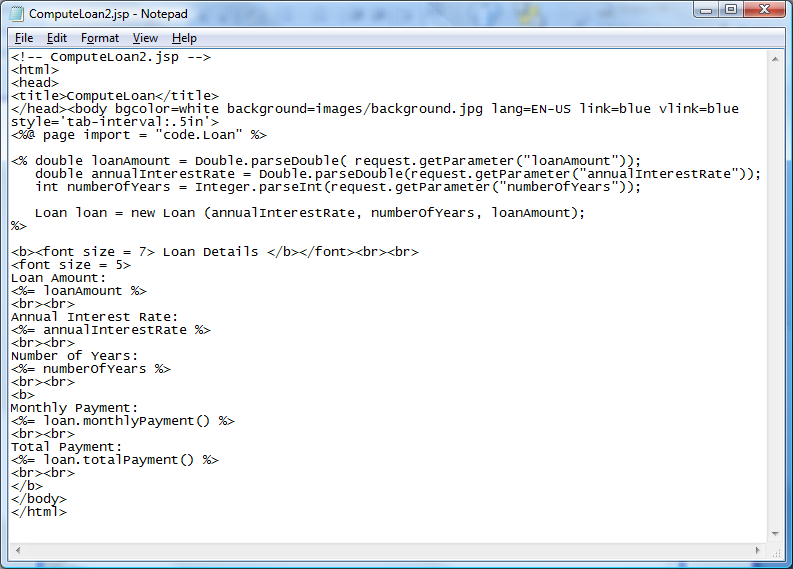 ComputeLoan2.jsp - Notepad
File Edit Format View Help
<!-- ComputeLoan2.jsp -->
<html>
<head>
<title>ComputeLoan</title>
</head><body bgcolor=white background=images/background.jpg lang=EN-US link=blue vlink=blue
style='tab-interval:.5in'>
<%@ page import = "code.Loan" %>

<% double loanAmount = Double.parseDouble( request.getParameter("loanAmount"));
   double annualInterestRate = Double.parseDouble(request.getParameter("annualInterestRate"));
   int numberOfYears = Integer.parseInt(request.getParameter("numberOfYears"));

   Loan loan = new Loan (annualInterestRate, numberOfYears, loanAmount);
%>

<b><font size = 7> Loan Details </b></font><br><br>
<font size = 5>
Loan Amount:
<%= loanAmount %>
<br><br>
Annual Interest Rate:
<%= annualInterestRate %>
<br><br>
Number of Years:
<%= numberOfYears %>
<br><br>
<b>
Monthly Payment:
<%= loan.monthlyPayment() %>
<br><br>
Total Payment:
<%= loan.totalPayment() %>
<br><br>
</b>
</body>
</html>